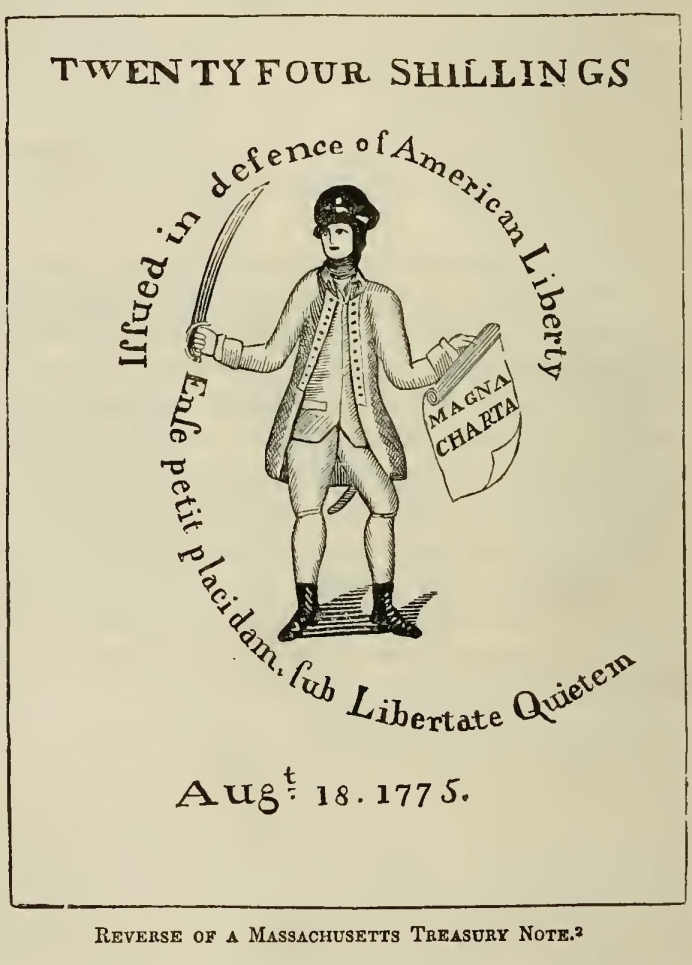 TWENTY FOUR SHILLINGS
Iſſued in defence of American Liberty
Enſe petit placidam, ſub Libertate Quietem
MAGNA
CHARTA
Augt: 18. 1775.
REVERSE OF A MASSACHUSETTS TREASURY NOTE.²